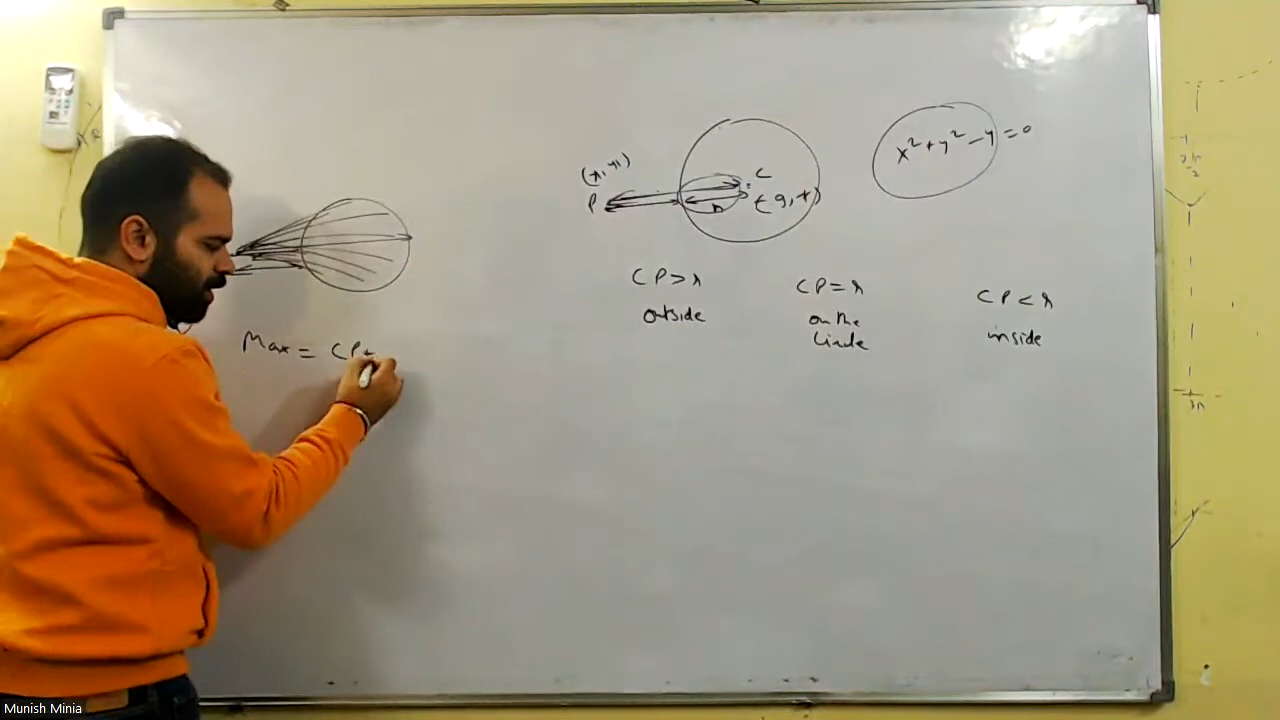 x² + y² - y = 0
(x₁, y₁)
C
P
r
(-g, -f)
CP > r
CP = r
CP < r
outside
on the
circle
inside
Max = CP +
Munish Minia